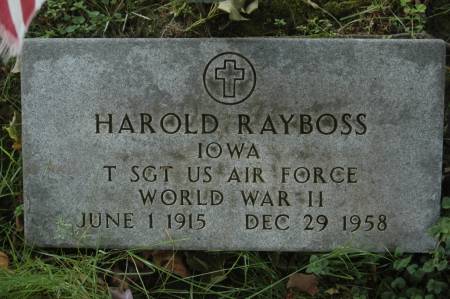 HAROLD RAYBOSS
IOWA
T SGT US AIR FORCE
WORLD WAR II
JUNE 1 1915 DEC 29 1958